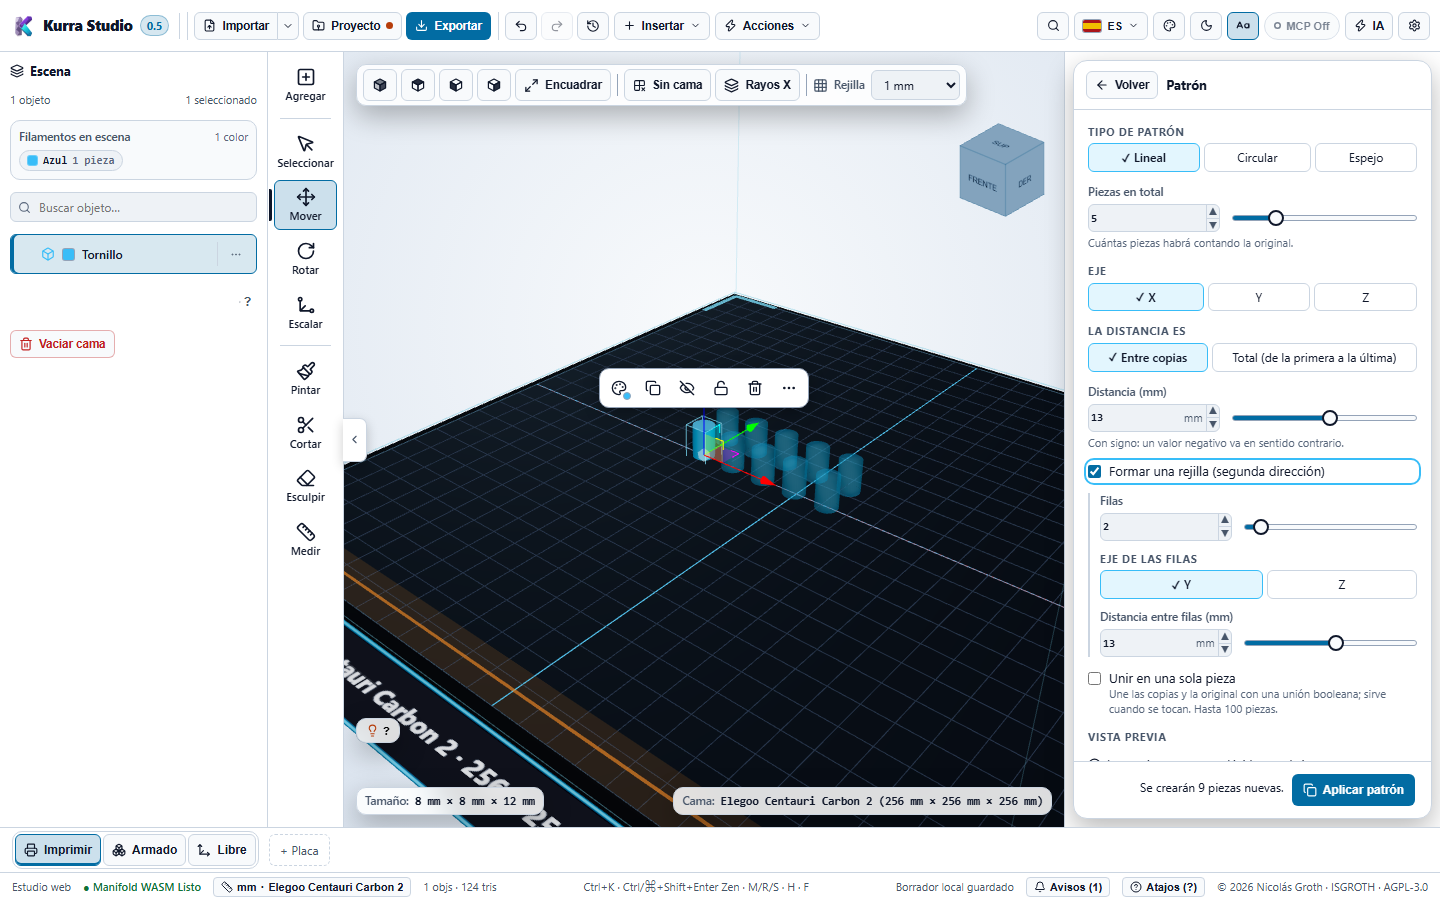 Kurra Studio 0.5
Importar
Proyecto
Exportar
Insertar
Acciones
ES
Aa
MCP Off
IA
Escena
1 objeto
1 seleccionado
Filamentos en escena
1 color
Azul 1 pieza
Buscar objeto...
Tornillo
?
Vaciar cama
Agregar
Seleccionar
Mover
Rotar
Escalar
Pintar
Cortar
Esculpir
Medir
Encuadrar
Sin cama
Rayos X
Rejilla
1 mm
FRENTE
DER
?
Tamaño: 8 mm × 8 mm × 12 mm
Cama: Elegoo Centauri Carbon 2 (256 mm × 256 mm × 256 mm)
Volver
Patrón
TIPO DE PATRÓN
✓ Lineal
Circular
Espejo
Piezas en total
5
Cuántas piezas habrá contando la original.
EJE
✓ X
Y
Z
LA DISTANCIA ES
✓ Entre copias
Total (de la primera a la última)
Distancia (mm)
13 mm
Con signo: un valor negativo va en sentido contrario.
Formar una rejilla (segunda dirección)
Filas
2
EJE DE LAS FILAS
✓ Y
Z
Distancia entre filas (mm)
13 mm
Unir en una sola pieza
Une las copias y la original con una unión booleana; sirve
cuando se tocan. Hasta 100 piezas.
VISTA PREVIA
Se crearán 9 piezas nuevas.
Aplicar patrón
Imprimir
Armado
Libre
+ Placa
Estudio web
● Manifold WASM Listo
mm · Elegoo Centauri Carbon 2
1 objs · 124 tris
Ctrl+K · Ctrl/⌘+Shift+Enter Zen · M/R/S · H · F
Borrador local guardado
Avisos (1)
Atajos (?)
© 2026 Nicolás Groth · ISGROTH · AGPL-3.0